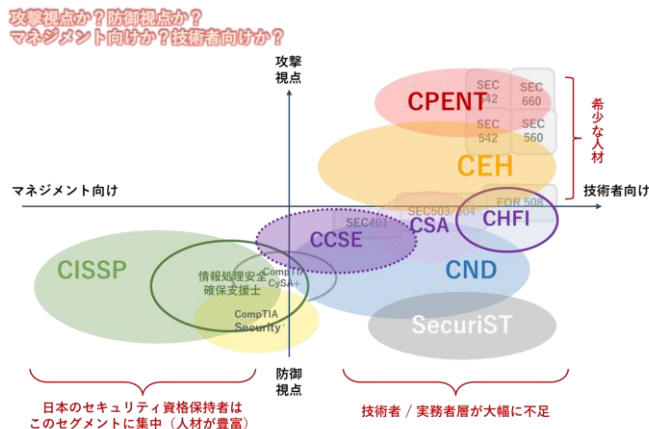 攻撃視点か？防御視点か？
マネジメント向けか？技術者向けか？
攻撃
視点
SEC
542
SEC
660
CPENT
SEC
542
SEC
560
希少な人材
CEH
マネジメント向け
技術者向け
FOR 508
SEC503/504
SEC401
CHFI
CSA
CCSE
CISSP
情報処理安全
確保支援士
CompTIA
CySA+
CND
CompTIA
Security+
SecuriST
防御
視点
日本のセキュリティ資格保持者は
このセグメントに集中（人材が豊富）
技術者 / 実務者層が大幅に不足